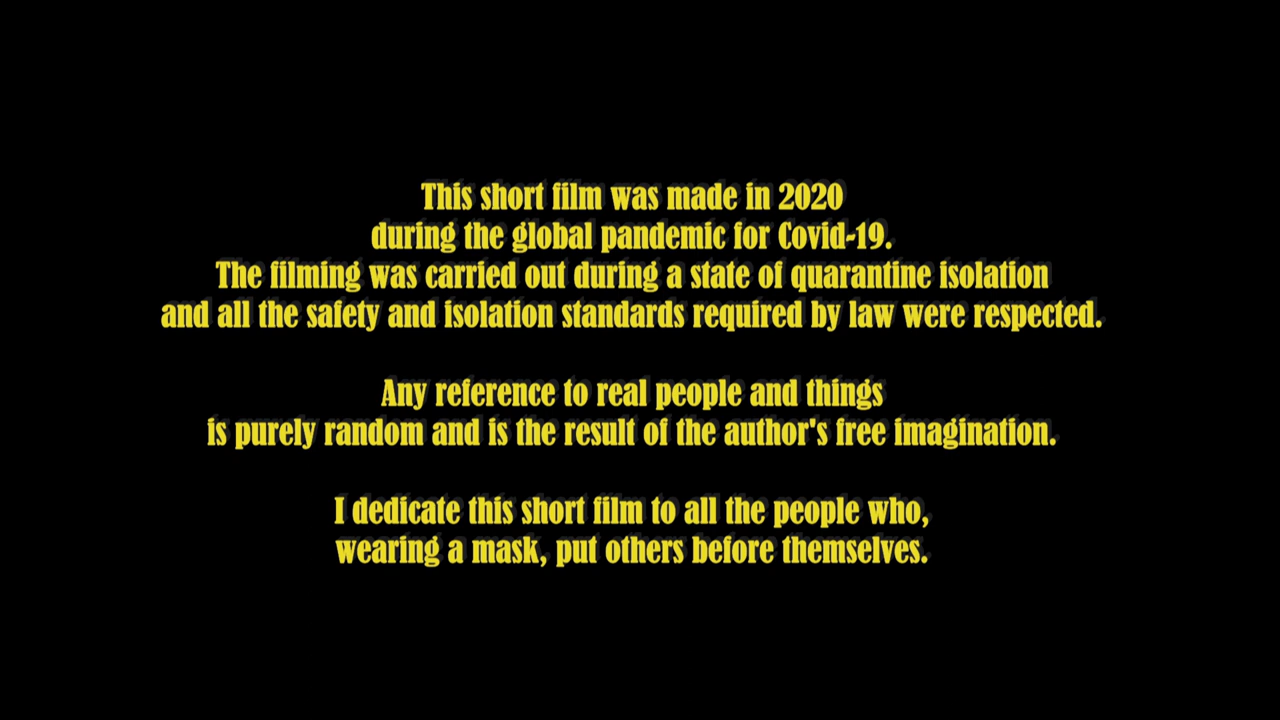 This short film was made in 2020
during the global pandemic for Covid-19.
The filming was carried out during a state of quarantine isolation
and all the safety and isolation standards required by law were respected.
Any reference to real people and things
is purely random and is the result of the author's free imagination.
I dedicate this short film to all the people who,
wearing a mask, put others before themselves.